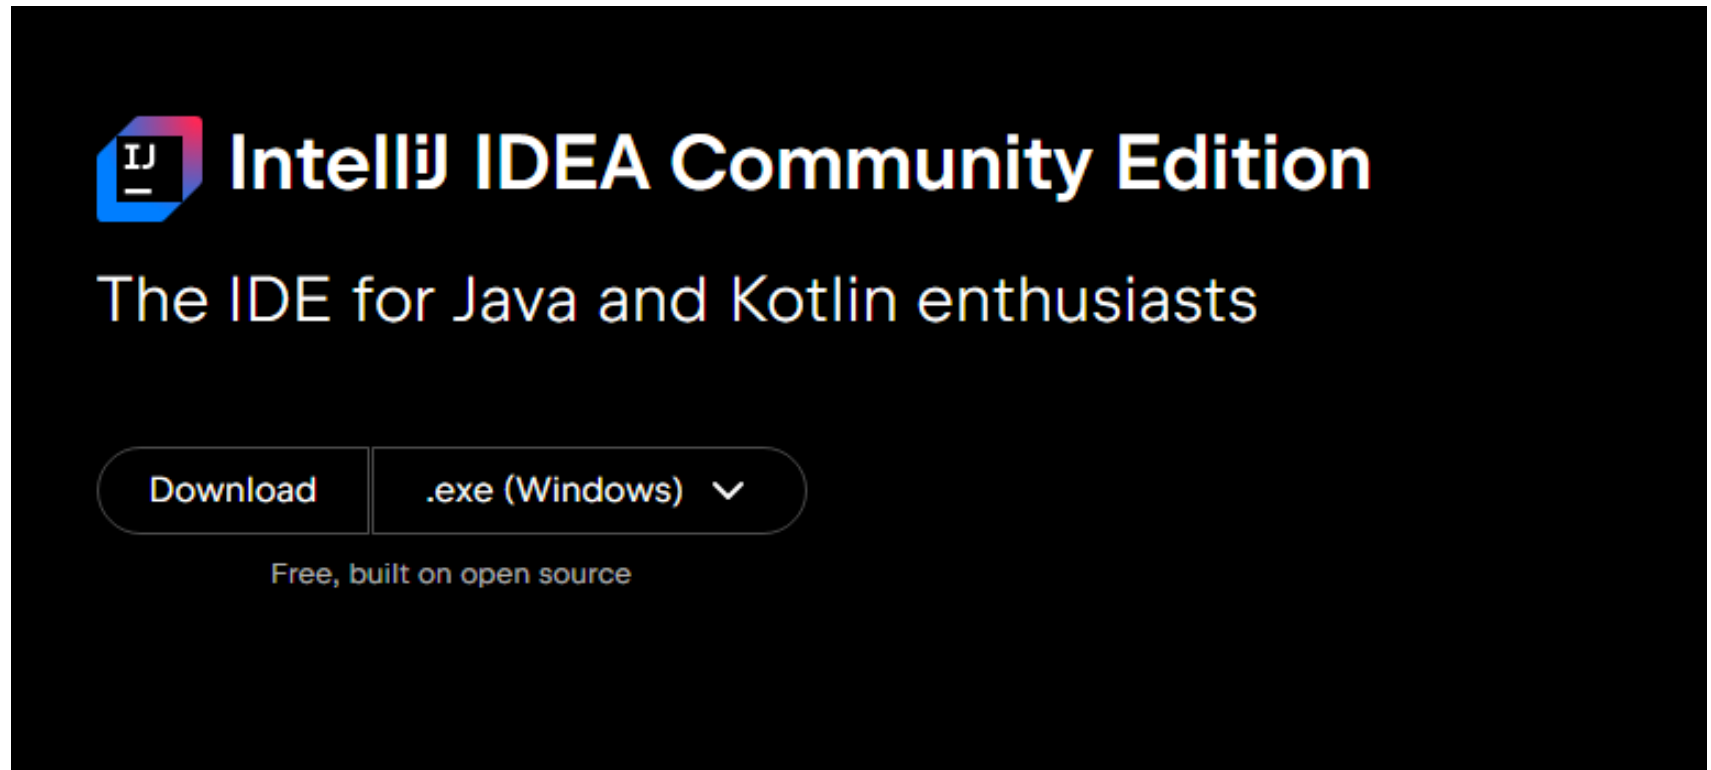 IJ
IntelliJ IDEA Community Edition
The IDE for Java and Kotlin enthusiasts
Download
.exe (Windows)
Free, built on open source